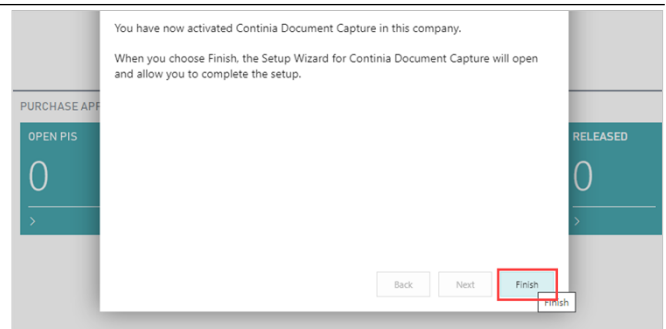 You have now activated Continia Document Capture in this company.
When you choose Finish, the Setup Wizard for Continia Document Capture will open
and allow you to complete the setup.
PURCHASE APP
OPEN PIS
RELEASED
0
0
>
>
Back
Next
Finish
Finish